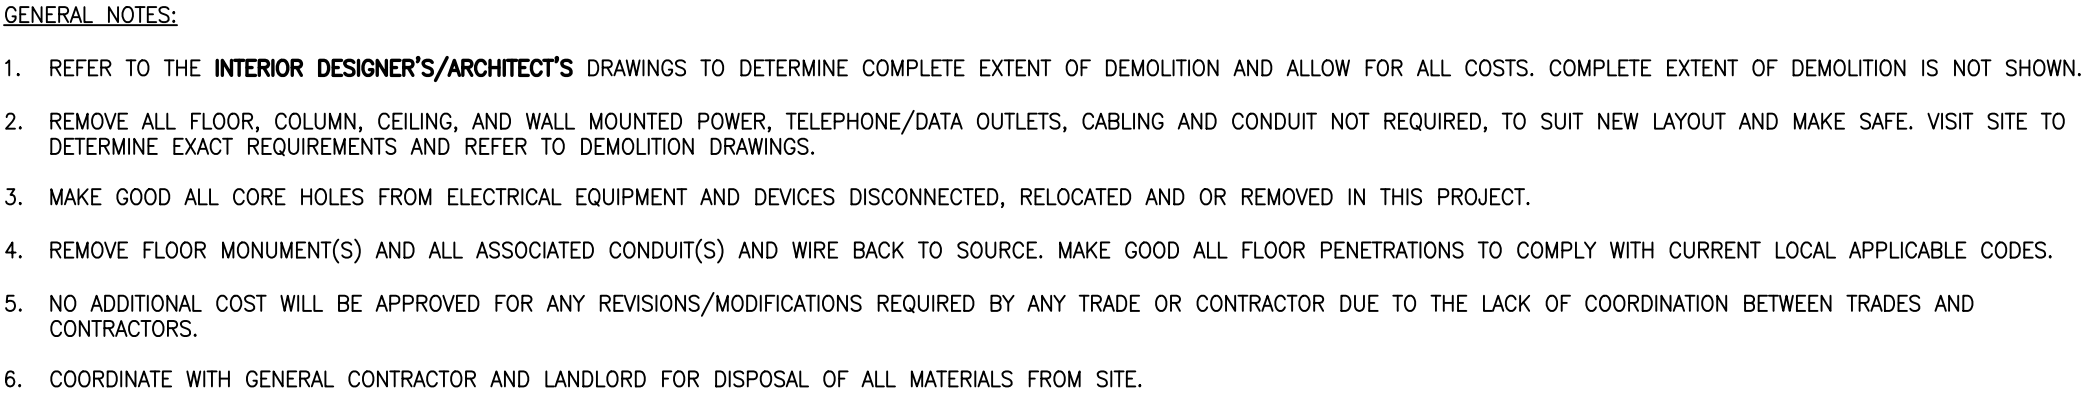 GENERAL NOTES:
1. REFER TO THE INTERIOR DESIGNER'S/ARCHITECT'S DRAWINGS TO DETERMINE COMPLETE EXTENT OF DEMOLITION AND ALLOW FOR ALL COSTS. COMPLETE EXTENT OF DEMOLITION IS NOT SHOWN.
2. REMOVE ALL FLOOR, COLUMN, CEILING, AND WALL MOUNTED POWER, TELEPHONE/DATA OUTLETS, CABLING AND CONDUIT NOT REQUIRED, TO SUIT NEW LAYOUT AND MAKE SAFE. VISIT SITE TO
DETERMINE EXACT REQUIREMENTS AND REFER TO DEMOLITION DRAWINGS.
3. MAKE GOOD ALL CORE HOLES FROM ELECTRICAL EQUIPMENT AND DEVICES DISCONNECTED, RELOCATED AND OR REMOVED IN THIS PROJECT.
4. REMOVE FLOOR MONUMENT(S) AND ALL ASSOCIATED CONDUIT(S) AND WIRE BACK TO SOURCE. MAKE GOOD ALL FLOOR PENETRATIONS TO COMPLY WITH CURRENT LOCAL APPLICABLE CODES.
5. NO ADDITIONAL COST WILL BE APPROVED FOR ANY REVISIONS/MODIFICATIONS REQUIRED BY ANY TRADE OR CONTRACTOR DUE TO THE LACK OF COORDINATION BETWEEN TRADES AND
CONTRACTORS.
6. COORDINATE WITH GENERAL CONTRACTOR AND LANDLORD FOR DISPOSAL OF ALL MATERIALS FROM SITE.